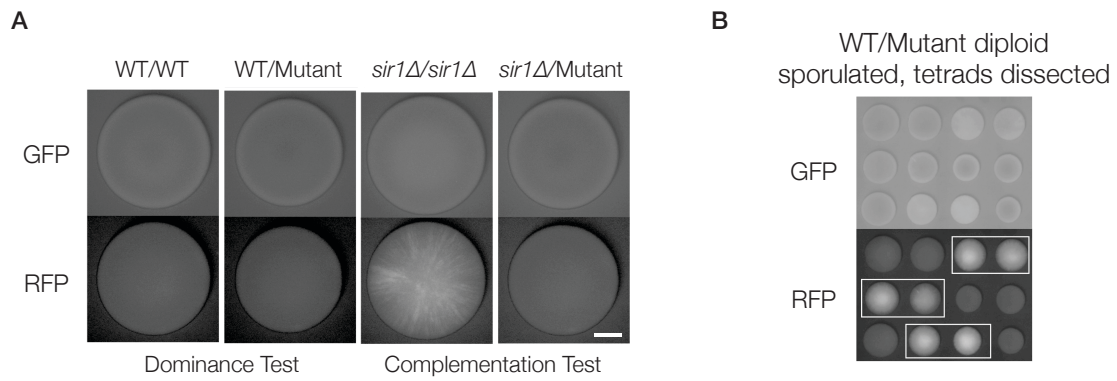 A
WT/WT
WT/Mutant
sir1Δ/sir1Δ
sir1Δ/Mutant
GFP
RFP
Dominance Test
Complementation Test
B
WT/Mutant diploid
sporulated, tetrads dissected
GFP
RFP